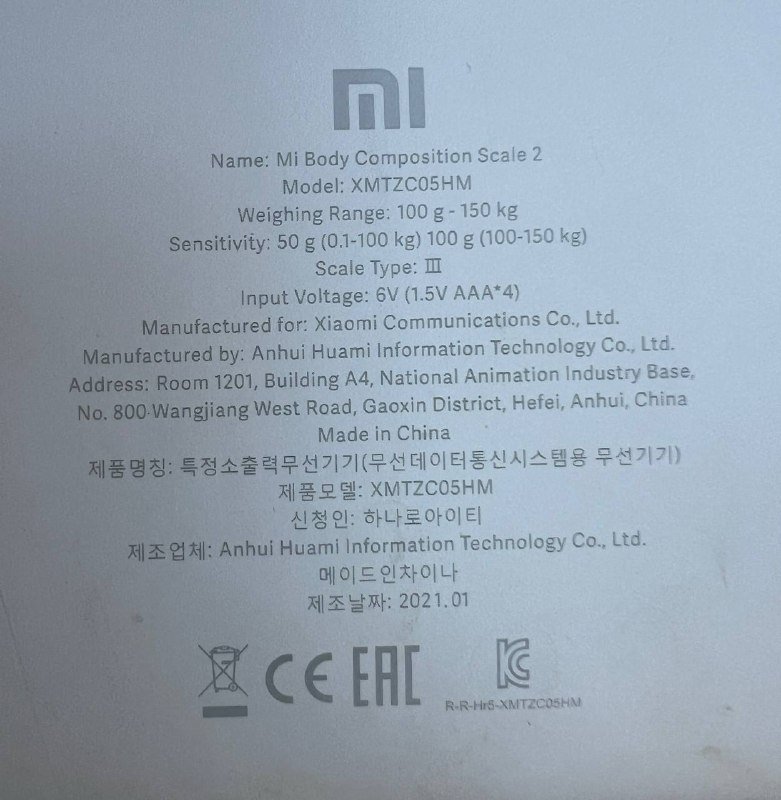 mi
Name: Mi Body Composition Scale 2
Model: XMTZC05HM
Weighing Range: 100 g - 150 kg
Sensitivity: 50 g (0.1-100 kg) 100 g (100-150 kg)
Scale Type: Ⅲ
Input Voltage: 6V (1.5V AAA*4)
Manufactured for: Xiaomi Communications Co., Ltd.
Manufactured by: Anhui Huami Information Technology Co., Ltd.
Address: Room 1201, Building A4, National Animation Industry Base,
No. 800 Wangjiang West Road, Gaoxin District, Hefei, Anhui, China
Made in China
제품명칭: 특정소출력무선기기(무선데이터통신시스템용 무선기기)
제품모델: XMTZC05HM
신청인: 하나로아이티
제조업체: Anhui Huami Information Technology Co., Ltd.
메이드인차이나
제조날짜: 2021.01
CE EAC KC
R-R-Hr5-XMTZC05HM